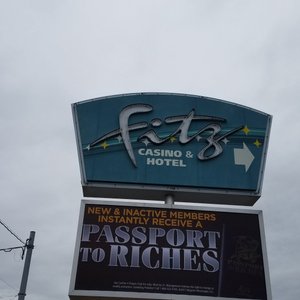 Fitz
CASINO &
HOTEL
NEW & INACTIVE MEMBERS
INSTANTLY RECEIVE A
PASSPORT
TO RICHES